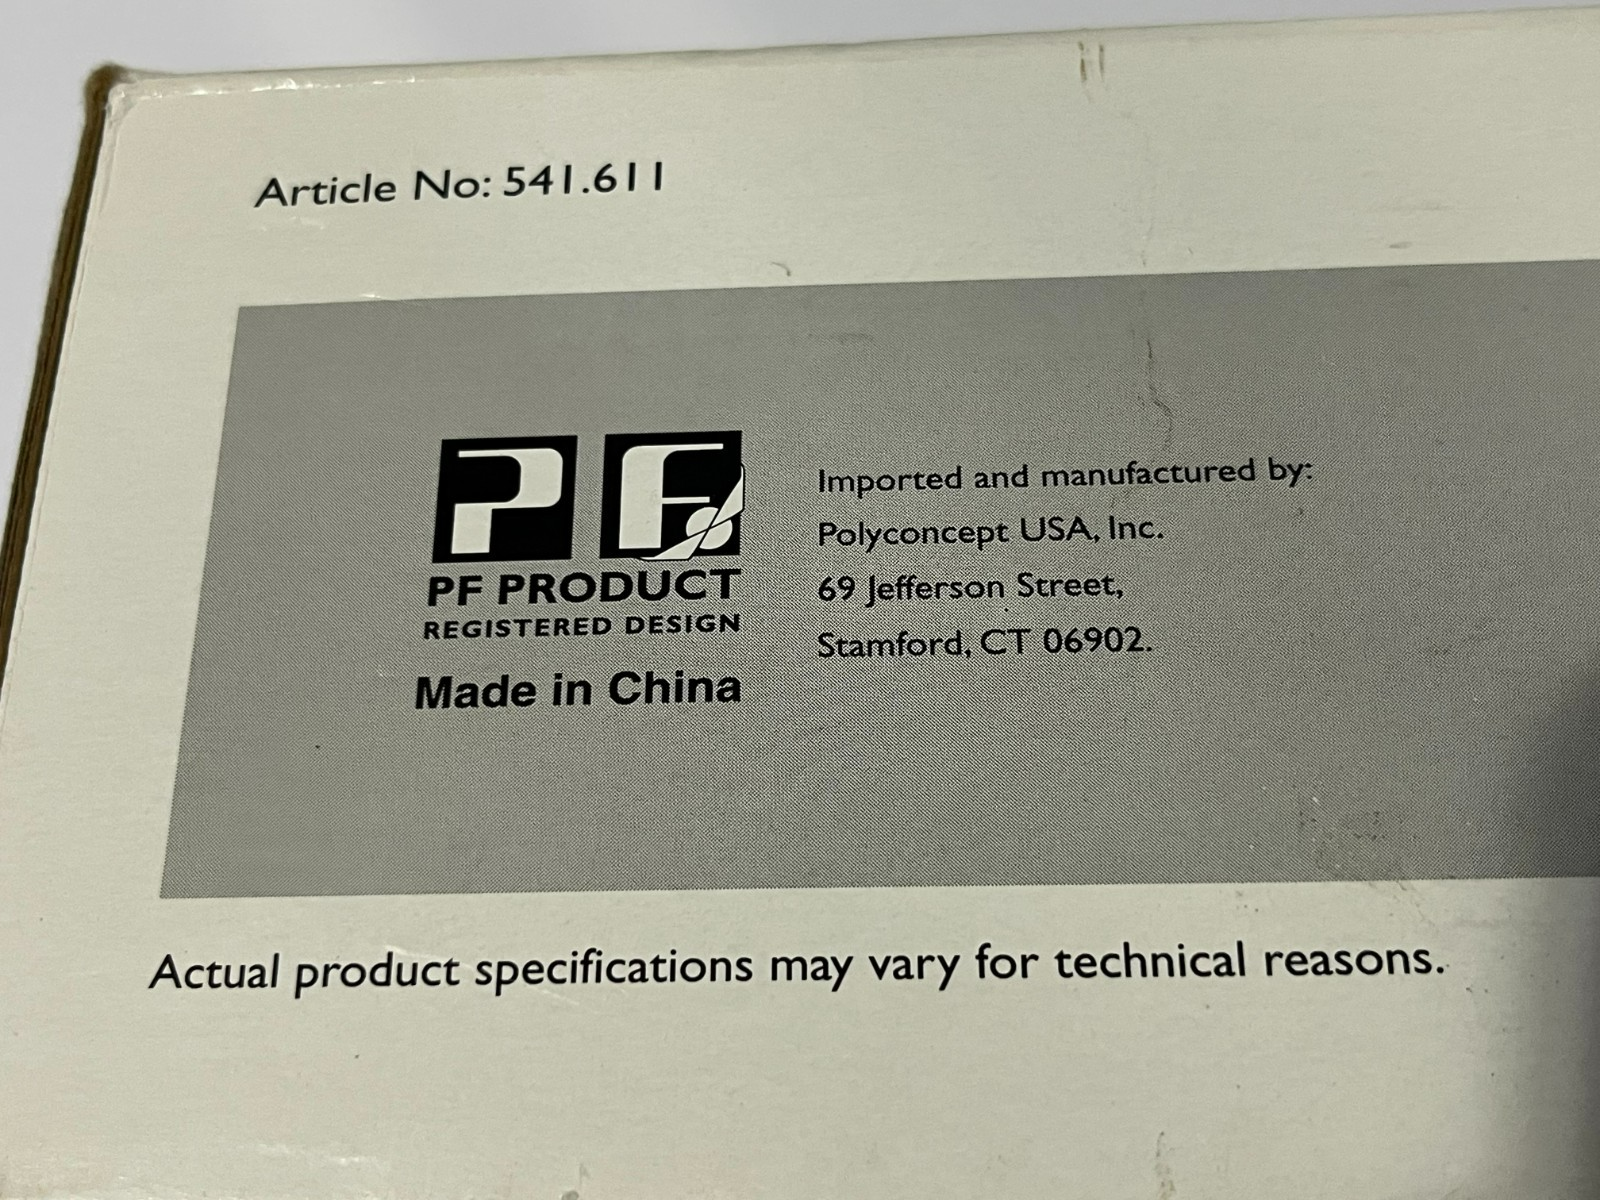 Article No: 541.611
PF
PF PRODUCT
REGISTERED DESIGN
Made in China
Imported and manufactured by:
Polyconcept USA, Inc.
69 Jefferson Street,
Stamford, CT 06902.
Actual product specifications may vary for technical reasons.